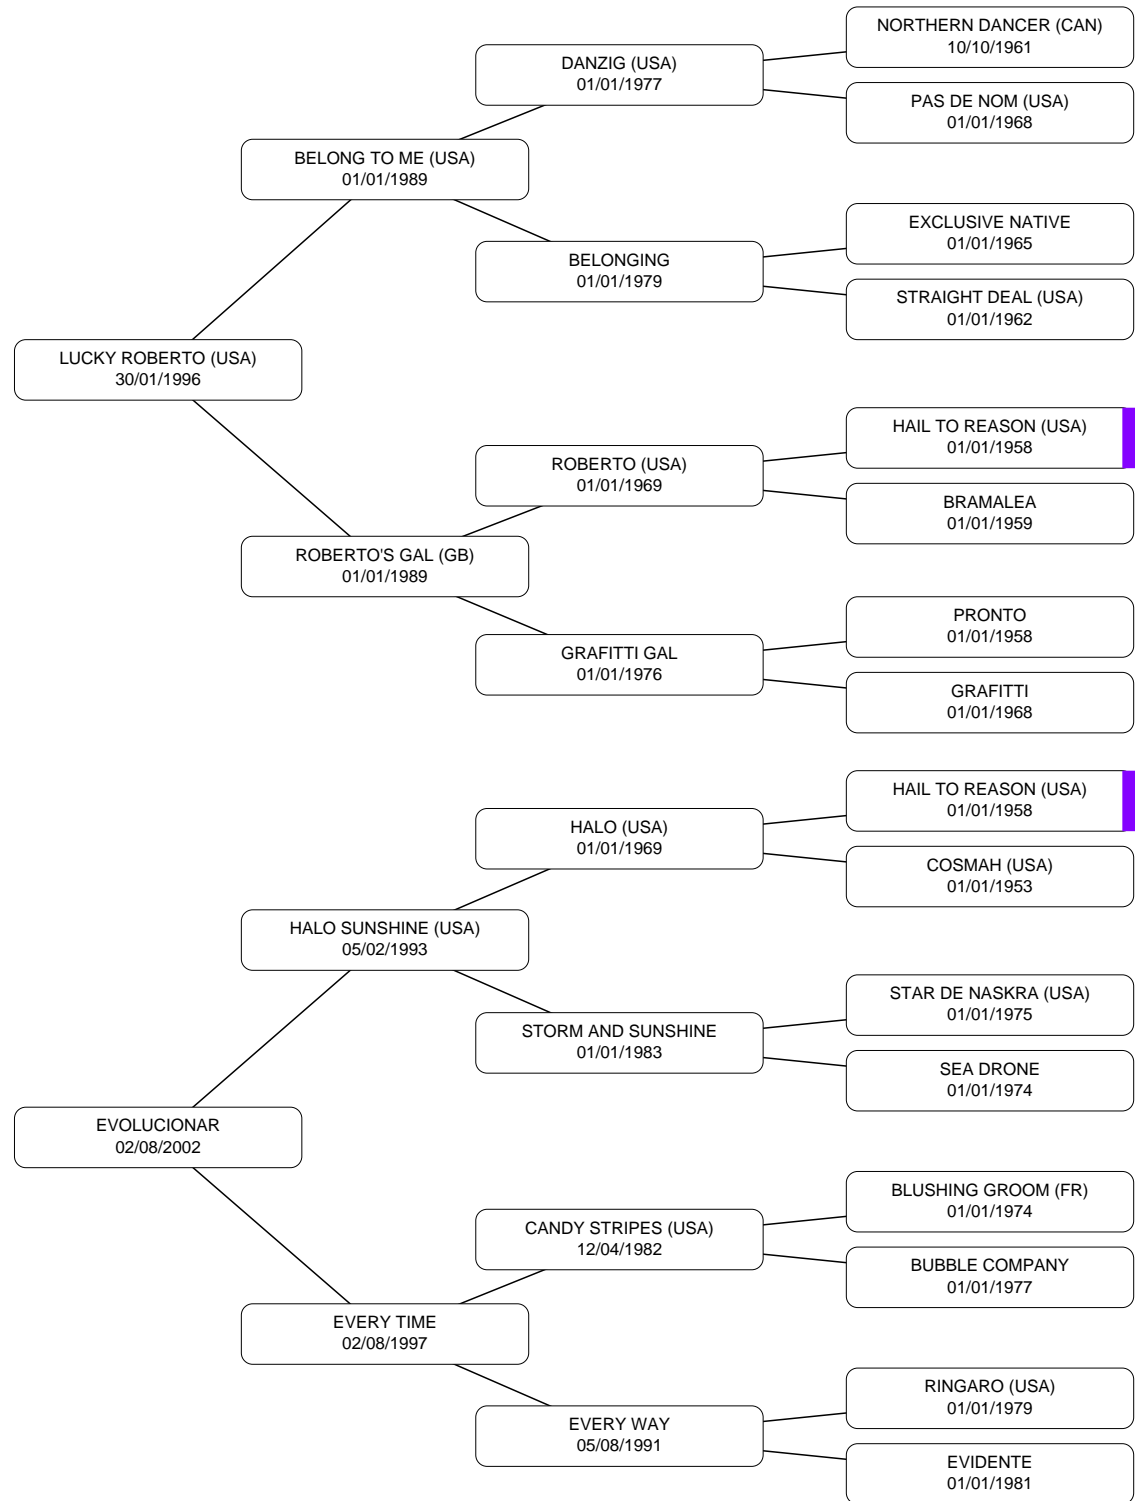 NORTHERN DANCER (CAN)
10/10/1961
DANZIG (USA)
01/01/1977
PAS DE NOM (USA)
01/01/1968
BELONG TO ME (USA)
01/01/1989
EXCLUSIVE NATIVE
01/01/1965
BELONGING
01/01/1979
STRAIGHT DEAL (USA)
01/01/1962
LUCKY ROBERTO (USA)
30/01/1996
HAIL TO REASON (USA)
01/01/1958
ROBERTO (USA)
01/01/1969
BRAMALEA
01/01/1959
ROBERTO'S GAL (GB)
01/01/1989
PRONTO
01/01/1958
GRAFITTI GAL
01/01/1976
GRAFITTI
01/01/1968
HAIL TO REASON (USA)
01/01/1958
HALO (USA)
01/01/1969
COSMAH (USA)
01/01/1953
HALO SUNSHINE (USA)
05/02/1993
STAR DE NASKRA (USA)
01/01/1975
STORM AND SUNSHINE
01/01/1983
SEA DRONE
01/01/1974
EVOLUCIONAR
02/08/2002
BLUSHING GROOM (FR)
01/01/1974
CANDY STRIPES (USA)
12/04/1982
BUBBLE COMPANY
01/01/1977
EVERY TIME
02/08/1997
RINGARO (USA)
01/01/1979
EVERY WAY
05/08/1991
EVIDENTE
01/01/1981